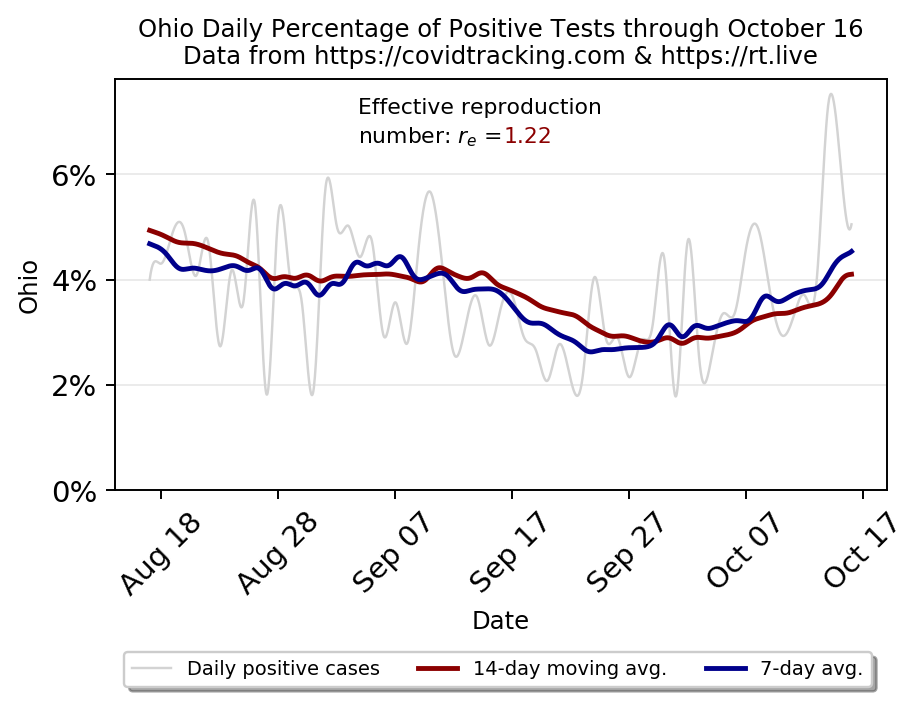 Ohio Daily Percentage of Positive Tests through October 16
Data from https://covidtracking.com & https://rt.live
Effective reproduction
number: rₑ =1.22
6%
4%
2%
0%
Ohio
Aug 18
Aug 28
Sep 07
Sep 17
Sep 27
Oct 07
Oct 17
Date
Daily positive cases
14-day moving avg.
7-day avg.